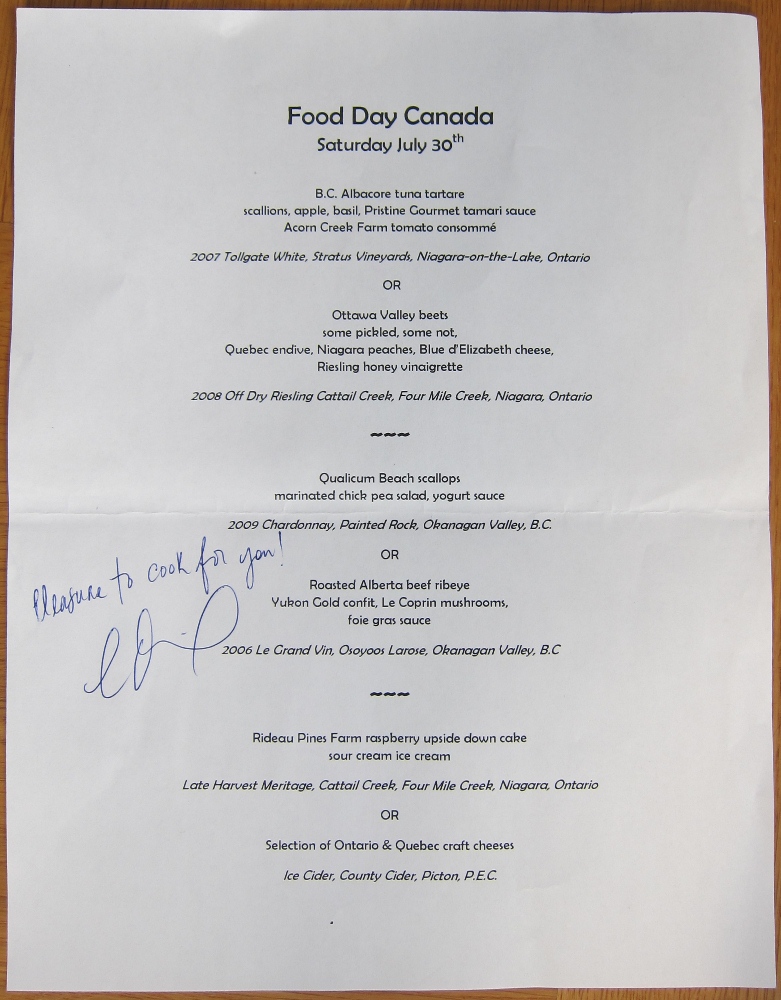 Food Day Canada
Saturday July 30th
B.C. Albacore tuna tartare
scallions, apple, basil, Pristine Gourmet tamari sauce
Acorn Creek Farm tomato consommé
2007 Tollgate White, Stratus Vineyards, Niagara-on-the-Lake, Ontario
OR
Ottawa Valley beets
some pickled, some not,
Quebec endive, Niagara peaches, Blue d'Elizabeth cheese,
Riesling honey vinaigrette
2008 Off Dry Riesling Cattail Creek, Four Mile Creek, Niagara, Ontario
~~~
Qualicum Beach scallops
marinated chick pea salad, yogurt sauce
2009 Chardonnay, Painted Rock, Okanagan Valley, B.C.
Pleasure to cook for you!
OR
Roasted Alberta beef ribeye
Yukon Gold confit, Le Coprin mushrooms,
foie gras sauce
2006 Le Grand Vin, Osoyoos Larose, Okanagan Valley, B.C
~~~
Rideau Pines Farm raspberry upside down cake
sour cream ice cream
Late Harvest Meritage, Cattail Creek, Four Mile Creek, Niagara, Ontario
OR
Selection of Ontario & Quebec craft cheeses
Ice Cider, County Cider, Picton, P.E.C.